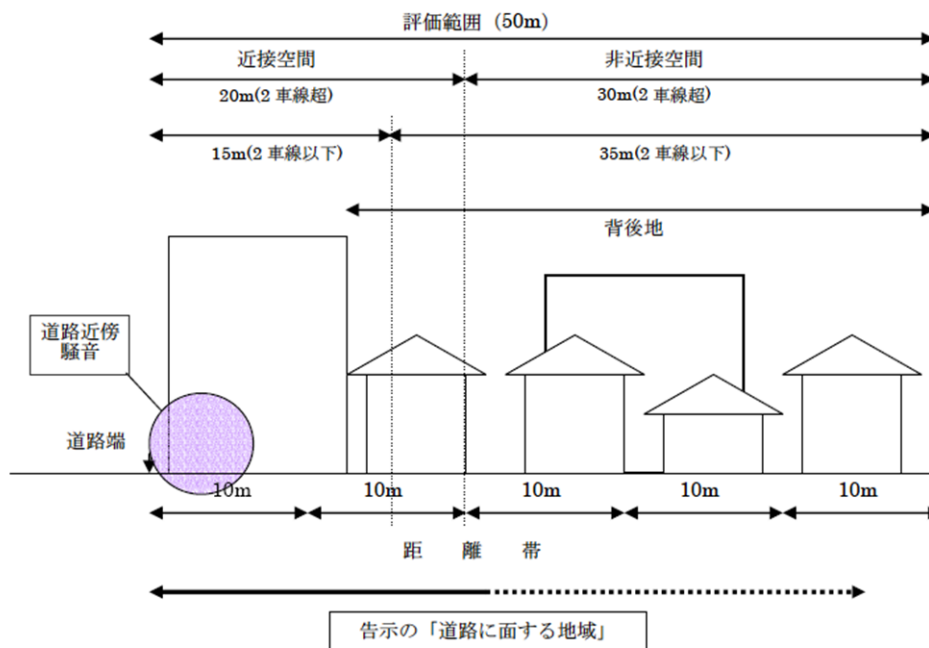 評価範囲（50m）
近接空間
非近接空間
20m(2 車線超)
30m(2 車線超)
15m(2 車線以下)
35m(2 車線以下)
背後地
道路近傍
騒音
道路端
10m
10m
10m
10m
10m
距 離 帯
告示の「道路に面する地域」